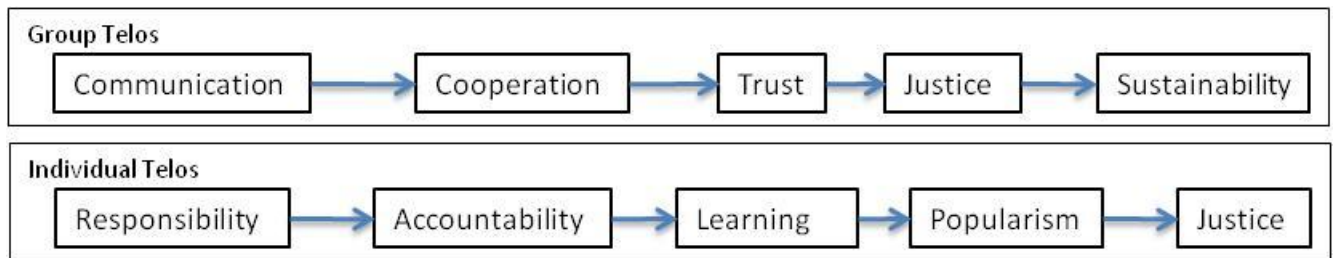 Group Telos
Communication Cooperation Trust Justice Sustainability
Individual Telos
Responsibility Accountability Learning Popularism Justice